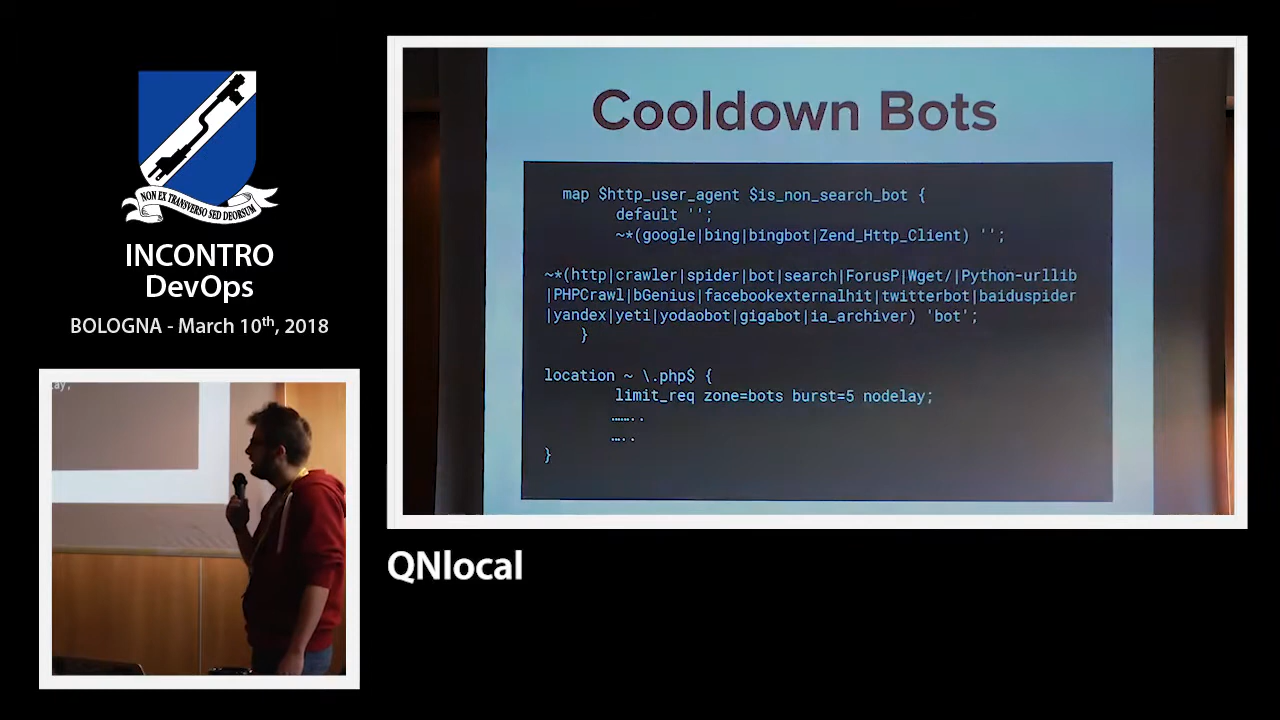 NON EX TRANSVERSO SED DEORSUM
INCONTRO
DevOps
BOLOGNA - March 10th, 2018
ay,
Cooldown Bots
map $http_user_agent $is_non_search_bot {
default '';
~*(google|bing|bingbot|Zend_Http_Client) '';
~*(http|crawler|spider|bot|search|ForusP|Wget/|Python-urllib
|PHPCrawl|bGenius|facebookexternalhit|twitterbot|baiduspider
|yandex|yeti|yodaobot|gigabot|ia_archiver) 'bot';
}
location ~ \.php$ {
limit_req zone=bots burst=5 nodelay;
……..
…..
}
QNlocal